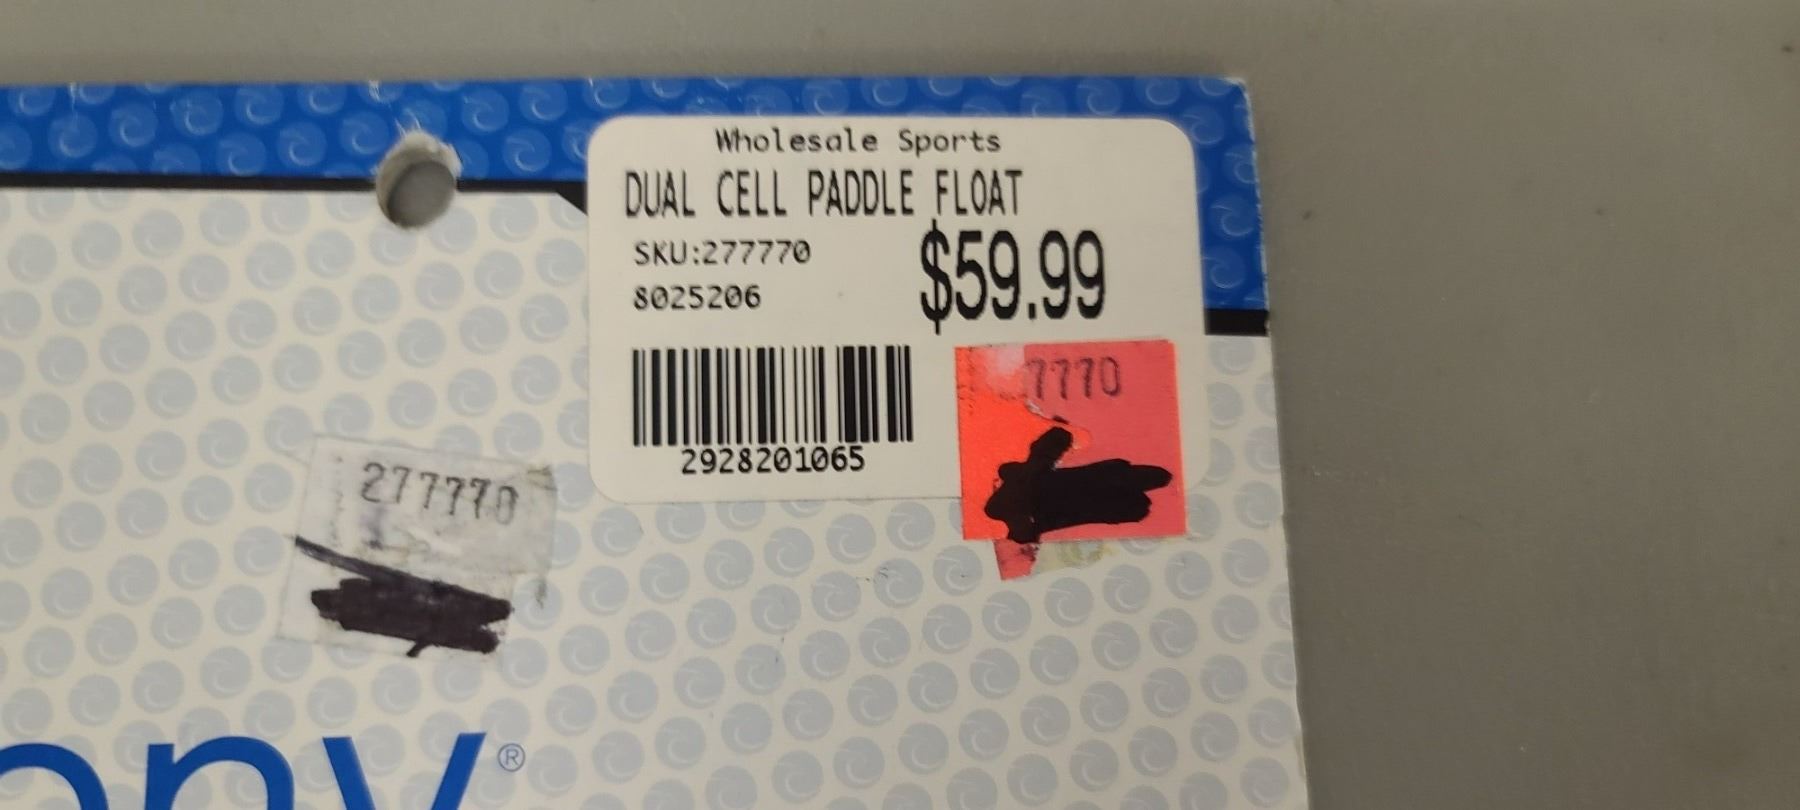 Wholesale Sports
DUAL CELL PADDLE FLOAT
SKU:277770
$59.99
8025206
7770
2928201065
277770
®